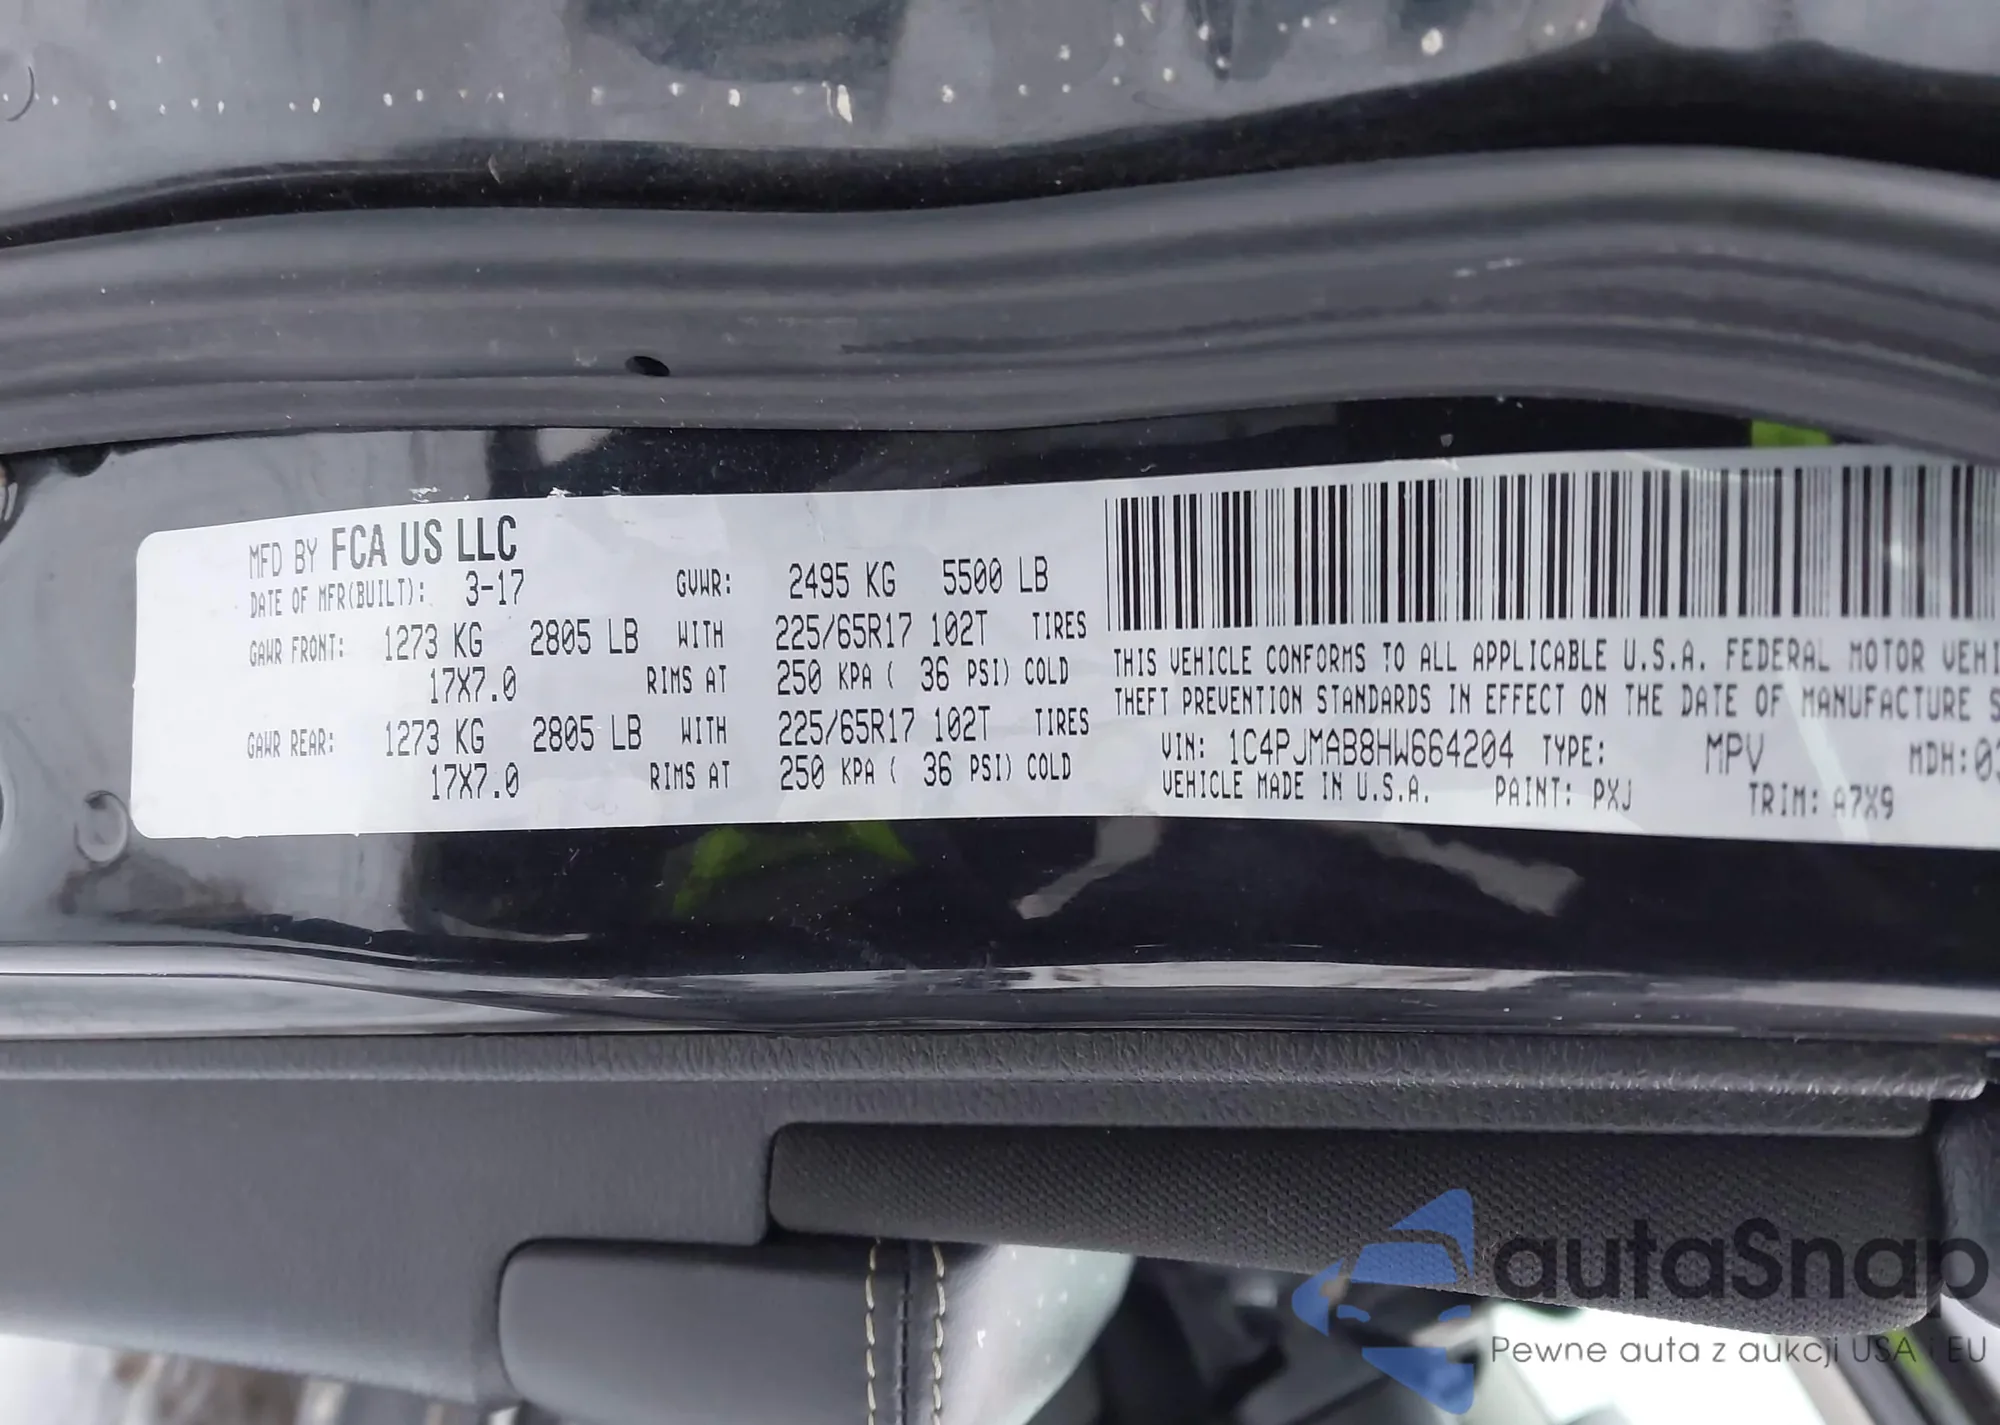 MFD BY FCA US LLC
DATE OF MFR(BUILT): 3-17 GVWR: 2495 KG 5500 LB
GAWR FRONT: 1273 KG 2805 LB WITH 225/65R17 102T TIRES
17X7.0 RIMS AT 250 KPA ( 36 PSI) COLD
GAWR REAR: 1273 KG 2805 LB WITH 225/65R17 102T TIRES
17X7.0 RIMS AT 250 KPA ( 36 PSI) COLD
THIS VEHICLE CONFORMS TO ALL APPLICABLE U.S.A. FEDERAL MOTOR VEHI
THEFT PREVENTION STANDARDS IN EFFECT ON THE DATE OF MANUFACTURE S
VIN: 1C4PJMAB8HW664204 TYPE: MPV MDH:03
VEHICLE MADE IN U.S.A. PAINT: PXJ TRIM: A7X9
autaSnap
Pewne auta z aukcji USA i EU